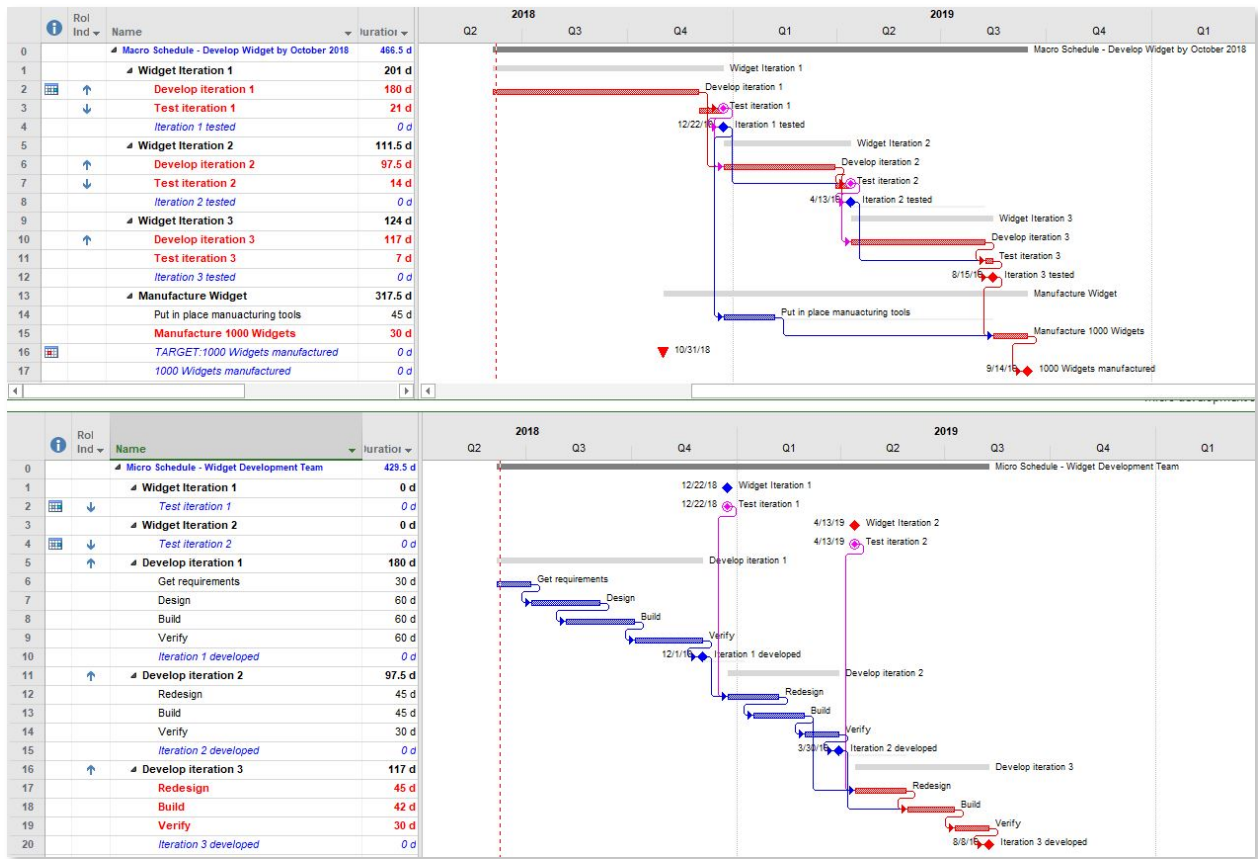 2018 2019
Rol
Ind Name Duration Q2 Q3 Q4 Q1 Q2 Q3 Q4 Q1
0 Macro Schedule - Develop Widget by October 2018 466.5 d Macro Schedule - Develop Widget by October 2018
1 Widget Iteration 1 201 d Widget Iteration 1
2 Develop iteration 1 180 d Develop iteration 1
3 Test iteration 1 21 d Test iteration 1
4 Iteration 1 tested 0 d Iteration 1 tested
5 Widget Iteration 2 111.5 d Widget Iteration 2
6 Develop iteration 2 97.5 d Develop iteration 2
7 Test iteration 2 14 d Test iteration 2
8 Iteration 2 tested 0 d Iteration 2 tested
9 Widget Iteration 3 124 d Widget Iteration 3
10 Develop iteration 3 117 d Develop iteration 3
11 Test iteration 3 7 d Test iteration 3
12 Iteration 3 tested 0 d Iteration 3 tested
13 Manufacture Widget 317.5 d Manufacture Widget
14 Put in place manuacturing tools 45 d Put in place manuacturing tools
15 Manufacture 1000 Widgets 30 d Manufacture 1000 Widgets
16 TARGET:1000 Widgets manufactured 0 d 10/31/18
17 1000 Widgets manufactured 0 d 1000 Widgets manufactured
2018 2019
Rol
Ind Name uration Q2 Q3 Q4 Q1 Q2 Q3 Q4 Q1
0 Micro Schedule - Widget Development Team 429.5 d Micro Schedule - Widget Development Team
1 Widget Iteration 1 0 d 12/22/18 Widget Iteration 1
2 Test iteration 1 0 d 12/22/18 Test iteration 1
3 Widget Iteration 2 0 d 4/13/19 Widget Iteration 2
4 Test iteration 2 0 d 4/13/19 Test iteration 2
5 Develop iteration 1 180 d Develop iteration 1
6 Get requirements 30 d Get requirements
7 Design 60 d Design
8 Build 60 d Build
9 Verify 60 d Verify
10 Iteration 1 developed 0 d Iteration 1 developed
11 Develop iteration 2 97.5 d Develop iteration 2
12 Redesign 45 d Redesign
13 Build 45 d Build
14 Verify 30 d Verify
15 Iteration 2 developed 0 d Iteration 2 developed
16 Develop iteration 3 117 d Develop iteration 3
17 Redesign 45 d Redesign
18 Build 42 d Build
19 Verify 30 d Verify
20 Iteration 3 developed 0 d Iteration 3 developed